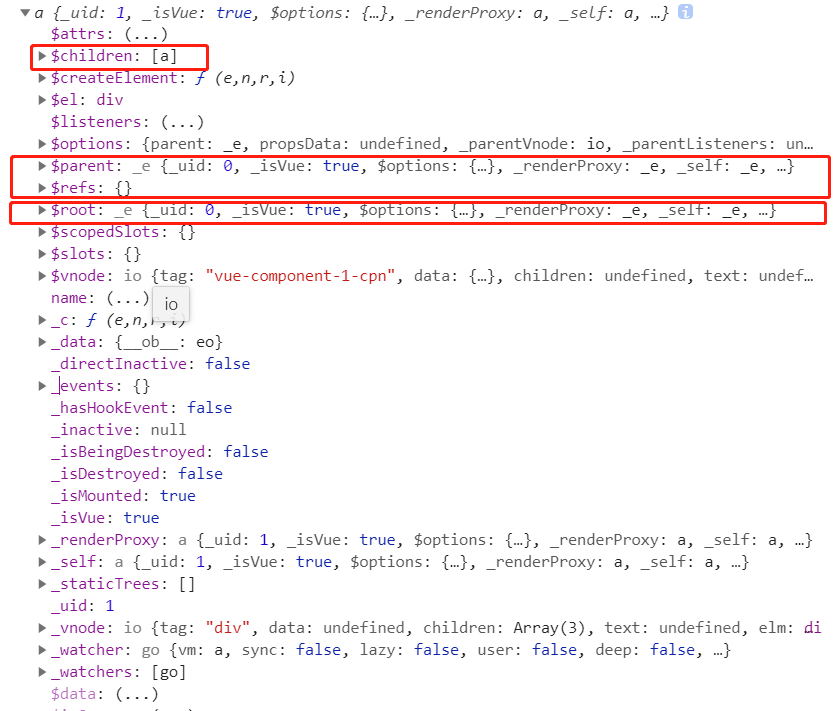 a {_uid: 1, _isVue: true, $options: {…}, _renderProxy: a, _self: a, …} i
$attrs: (...)
$children: [a]
$createElement: ƒ (e,n,r,i)
$el: div
$listeners: (...)
$options: {parent: _e, propsData: undefined, _parentVnode: io, _parentListeners: un…
$parent: _e {_uid: 0, _isVue: true, $options: {…}, _renderProxy: _e, _self: _e, …}
$refs: {}
$root: _e {_uid: 0, _isVue: true, $options: {…}, _renderProxy: _e, _self: _e, …}
$scopedSlots: {}
$slots: {}
$vnode: io {tag: "vue-component-1-cpn", data: {…}, children: undefined, text: undef…
name: (...)
io
_c: ƒ (e,n,r,i)
_data: {__ob__: eo}
_directInactive: false
_events: {}
_hasHookEvent: false
_inactive: null
_isBeingDestroyed: false
_isDestroyed: false
_isMounted: true
_isVue: true
_renderProxy: a {_uid: 1, _isVue: true, $options: {…}, _renderProxy: a, _self: a, …}
_self: a {_uid: 1, _isVue: true, $options: {…}, _renderProxy: a, _self: a, …}
_staticTrees: []
_uid: 1
_vnode: io {tag: "div", data: undefined, children: Array(3), text: undefined, elm: di
_watcher: go {vm: a, sync: false, lazy: false, user: false, deep: false, …}
_watchers: [go]
$data: (...)